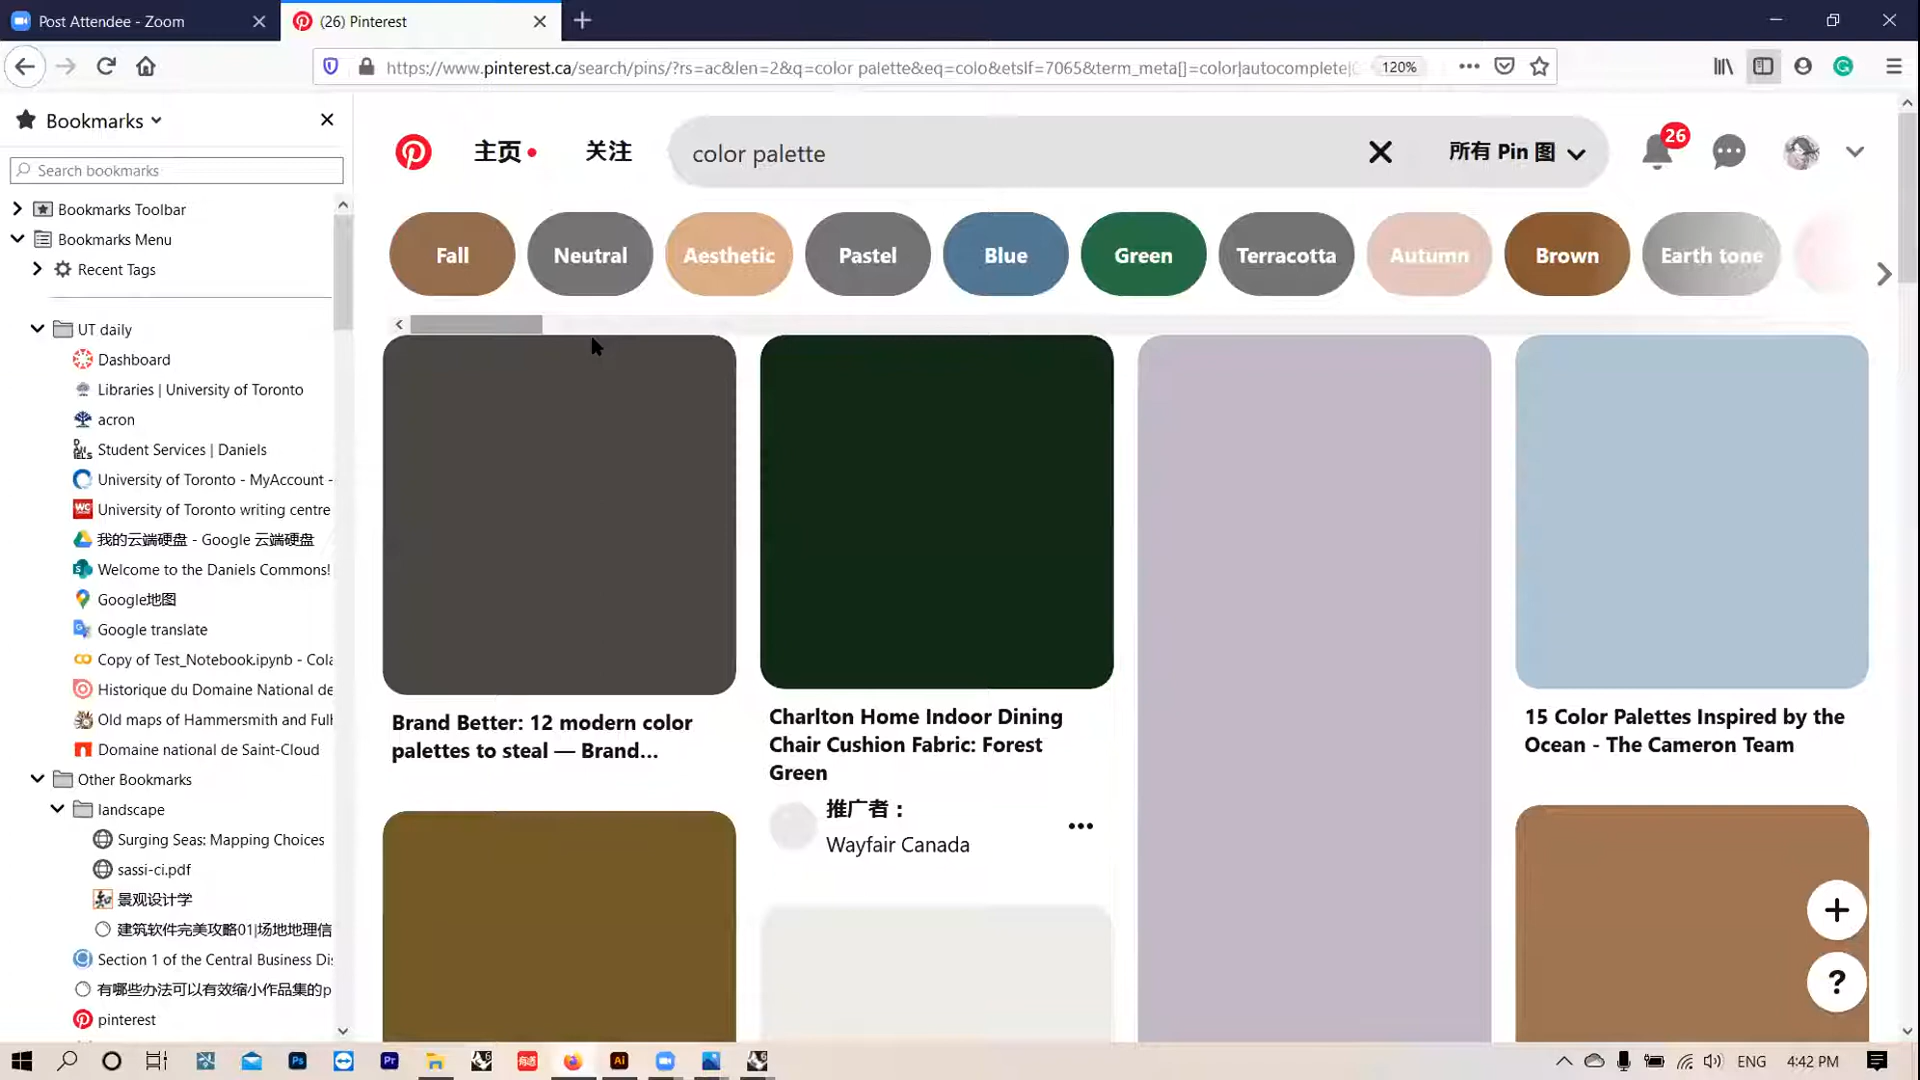 Post Attendee - Zoom
(26) Pinterest
https://www.pinterest.ca/search/pins/?rs=ac&len=2&q=color palette&eq=colo&etslf=7065&term_meta[]=color|autocomplete|
120%
Bookmarks
Search bookmarks
Bookmarks Toolbar
Bookmarks Menu
Recent Tags
UT daily
Dashboard
Libraries | University of Toronto
acron
Student Services | Daniels
University of Toronto - MyAccount -
University of Toronto writing centre
我的云端硬盘 - Google 云端硬盘
Welcome to the Daniels Commons!
Google地图
Google translate
Copy of Test_Notebook.ipynb - Cola
Historique du Domaine National de
Old maps of Hammersmith and Fulh
Domaine national de Saint-Cloud
Other Bookmarks
landscape
Surging Seas: Mapping Choices
sassi-ci.pdf
景观设计学
建筑软件完美攻略01|场地地理信
Section 1 of the Central Business Dis
有哪些办法可以有效缩小作品集的p
pinterest
主页
关注
color palette
所有 Pin 图
26
Fall
Neutral
Aesthetic
Pastel
Blue
Green
Terracotta
Autumn
Brown
Earth tone
Brand Better: 12 modern color
palettes to steal — Brand...
Charlton Home Indoor Dining
Chair Cushion Fabric: Forest
Green
推广者：
Wayfair Canada
15 Color Palettes Inspired by the
Ocean - The Cameron Team
?
Ps
Pr
Ai
ENG
4:42 PM